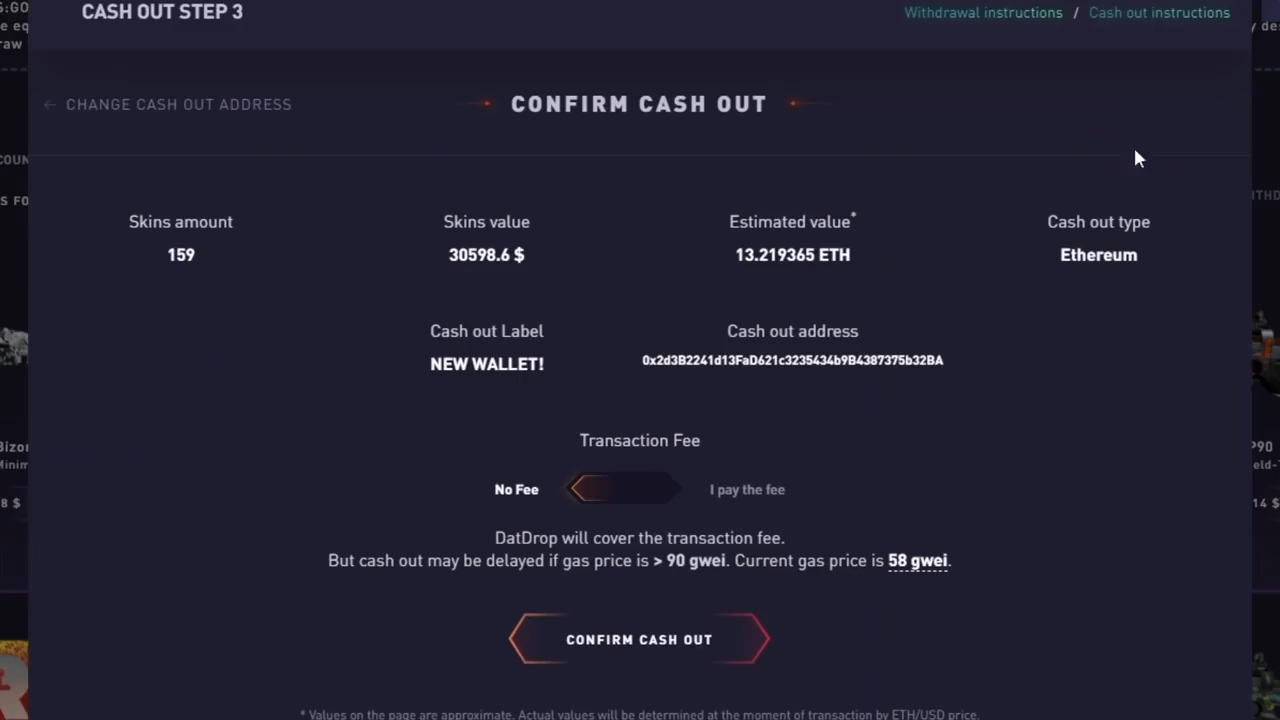 CASH OUT STEP 3
Withdrawal instructions / Cash out instructions
← CHANGE CASH OUT ADDRESS
CONFIRM CASH OUT
Skins amount
159
Skins value
30598.6 $
Estimated value*
13.219365 ETH
Cash out type
Ethereum
Cash out Label
NEW WALLET!
Cash out address
0x2d3B2241d13FaD621c3235434b9B4387375b32BA
Transaction Fee
No Fee
I pay the fee
DatDrop will cover the transaction fee.
But cash out may be delayed if gas price is > 90 gwei. Current gas price is 58 gwei.
CONFIRM CASH OUT
* Values on the page are approximate. Actual values will be determined at the moment of transaction by ETH/USD price.